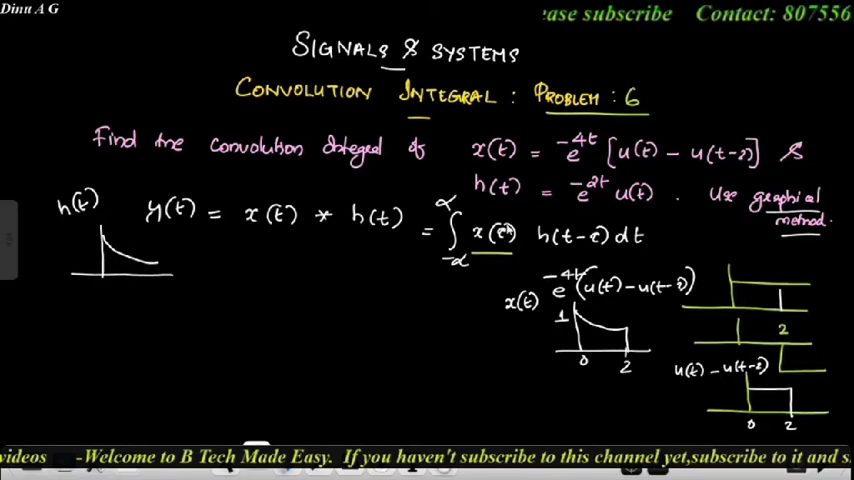 Dinu A G
ease subscribe Contact: 807556
SIGNALS & SYSTEMS
CONVOLUTION INTEGRAL : PROBLEM : 6
Find the convolution Integral of x(t) = e^-4t [u(t) - u(t-2)] &
h(t) = e^-2t u(t) . Use graphical method.
h(t) y(t) = x(t) * h(t) = ∫ x(τ) h(t-τ) dτ
α
-α
x(t) e^-4t (u(t) - u(t-2))
1
0 2
2
u(t) - u(t-2)
0 2
videos -Welcome to B Tech Made Easy. If you haven't subscribe to this channel yet,subscribe to it and s